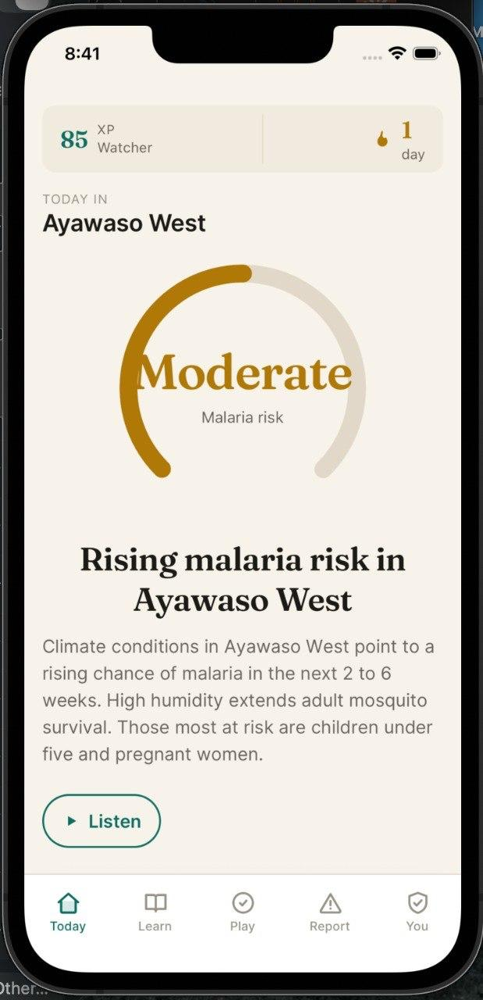 8:41
85
XP
Watcher
1
day
TODAY IN
Ayawaso West
Moderate
Malaria risk
Rising malaria risk in
Ayawaso West
Climate conditions in Ayawaso West point to a
rising chance of malaria in the next 2 to 6
weeks. High humidity extends adult mosquito
survival. Those most at risk are children under
five and pregnant women.
Listen
Today
Learn
Play
Report
You
Other...